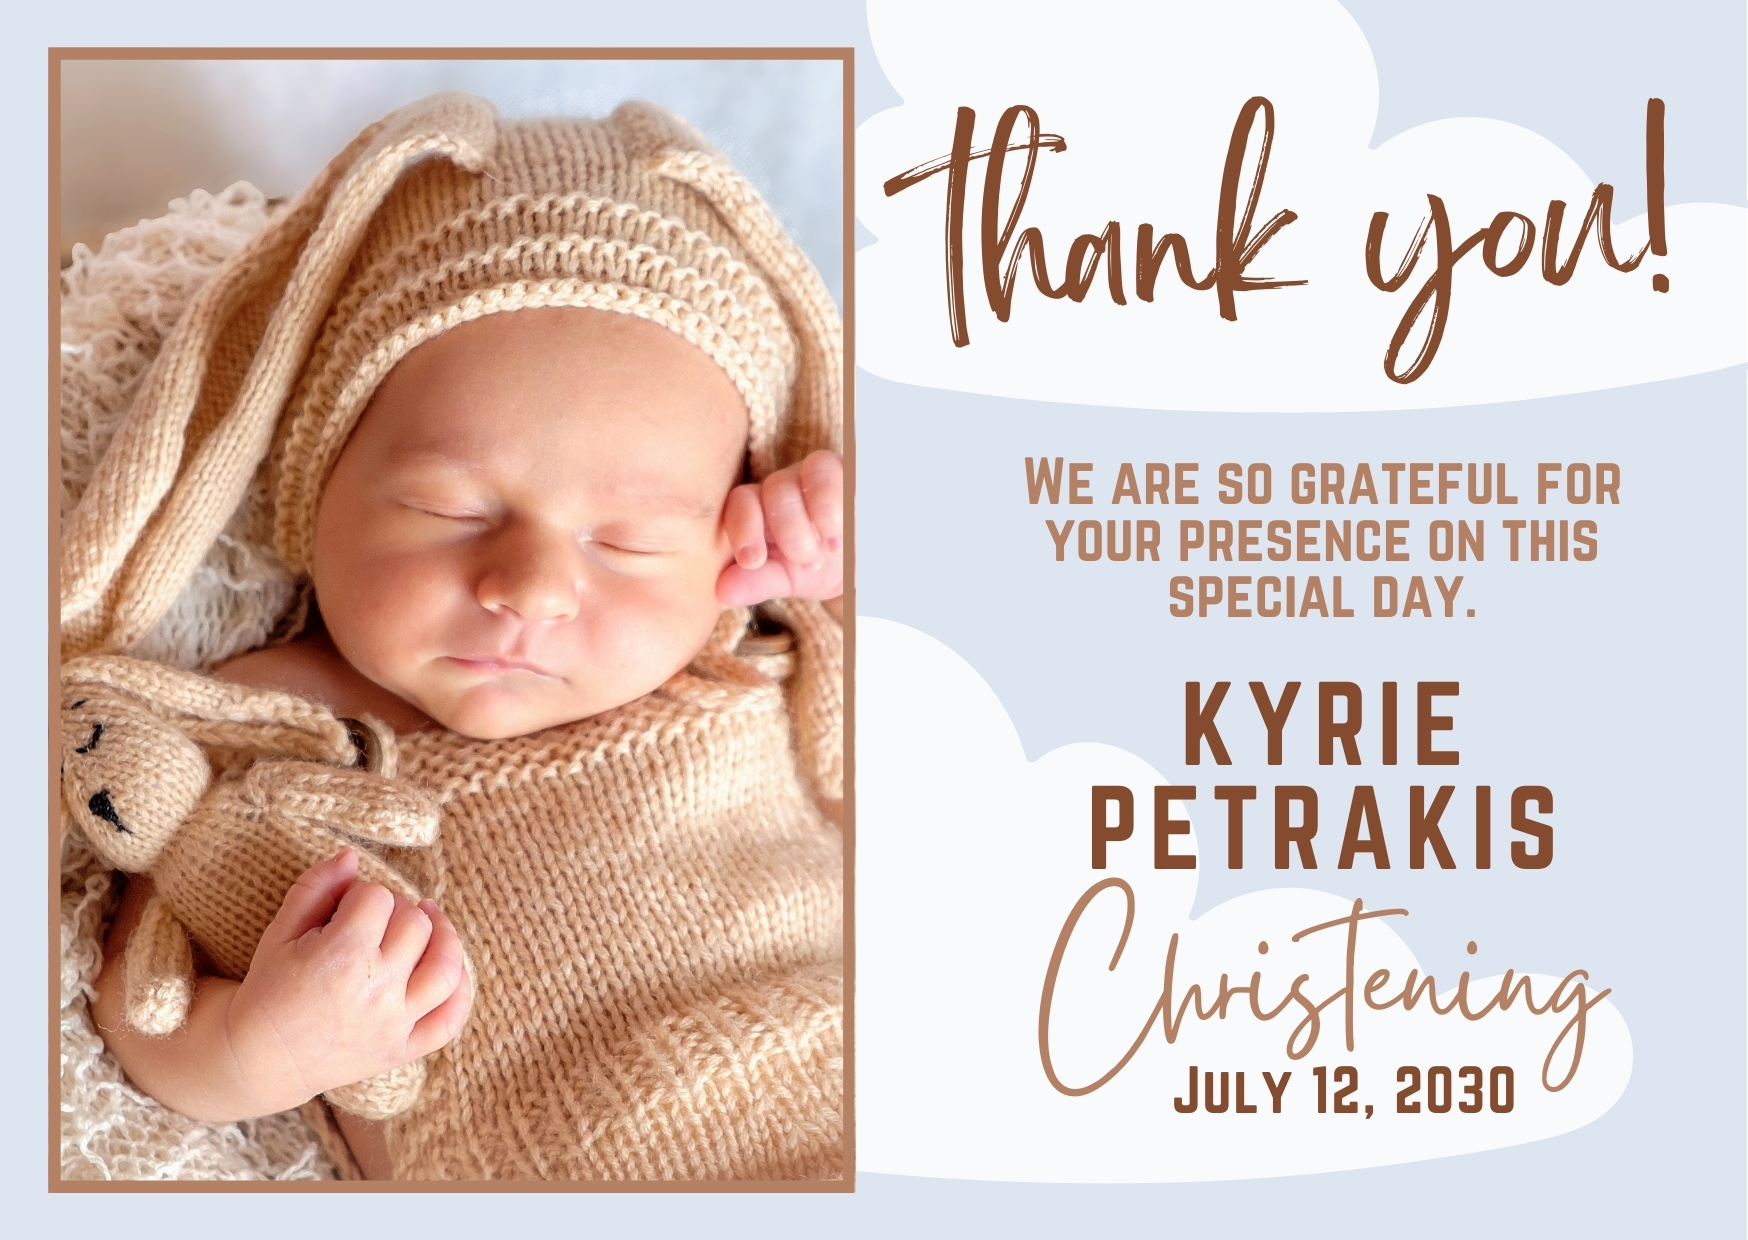 thank you!
WE ARE SO GRATEFUL FOR
YOUR PRESENCE ON THIS
SPECIAL DAY.
KYRIE
PETRAKIS
Christening
JULY 12, 2030